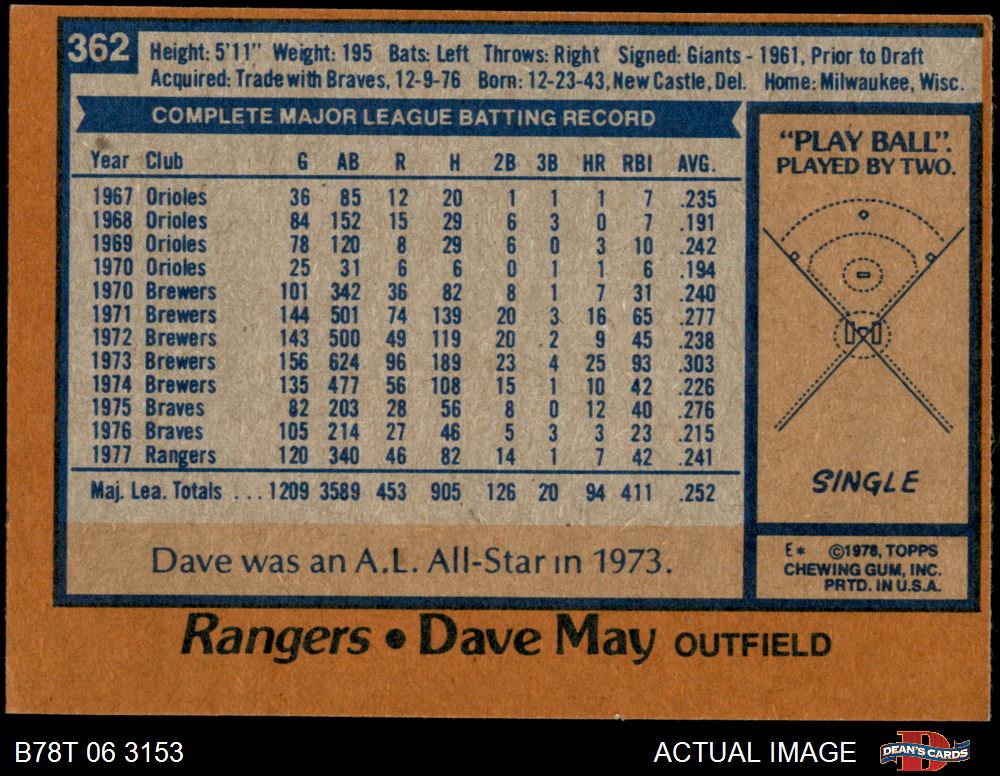 362
Height: 5'11" Weight: 195 Bats: Left Throws: Right Signed: Giants - 1961, Prior to Draft
Acquired: Trade with Braves, 12-9-76 Born: 12-23-43, New Castle, Del. Home: Milwaukee, Wisc.
COMPLETE MAJOR LEAGUE BATTING RECORD
Year Club G AB R H 2B 3B HR RBI AVG.
1967 Orioles 36 85 12 20 1 1 1 7 .235
1968 Orioles 84 152 15 29 6 3 0 7 .191
1969 Orioles 78 120 8 29 6 0 3 10 .242
1970 Orioles 25 31 6 6 0 1 1 6 .194
1970 Brewers 101 342 36 82 8 1 7 31 .240
1971 Brewers 144 501 74 139 20 3 16 65 .277
1972 Brewers 143 500 49 119 20 2 9 45 .238
1973 Brewers 156 624 96 189 23 4 25 93 .303
1974 Brewers 135 477 56 108 15 1 10 42 .226
1975 Braves 82 203 28 56 8 0 12 40 .276
1976 Braves 105 214 27 46 5 3 3 23 .215
1977 Rangers 120 340 46 82 14 1 7 42 .241
Maj. Lea. Totals ... 1209 3589 453 905 126 20 94 411 .252
Dave was an A.L. All-Star in 1973.
"PLAY BALL".
PLAYED BY TWO.
SINGLE
E* ©1978, TOPPS
CHEWING GUM, INC.
PRTD. IN U.S.A.
Rangers • Dave May OUTFIELD
B78T 06 3153
ACTUAL IMAGE
D
DEAN'S CARDS